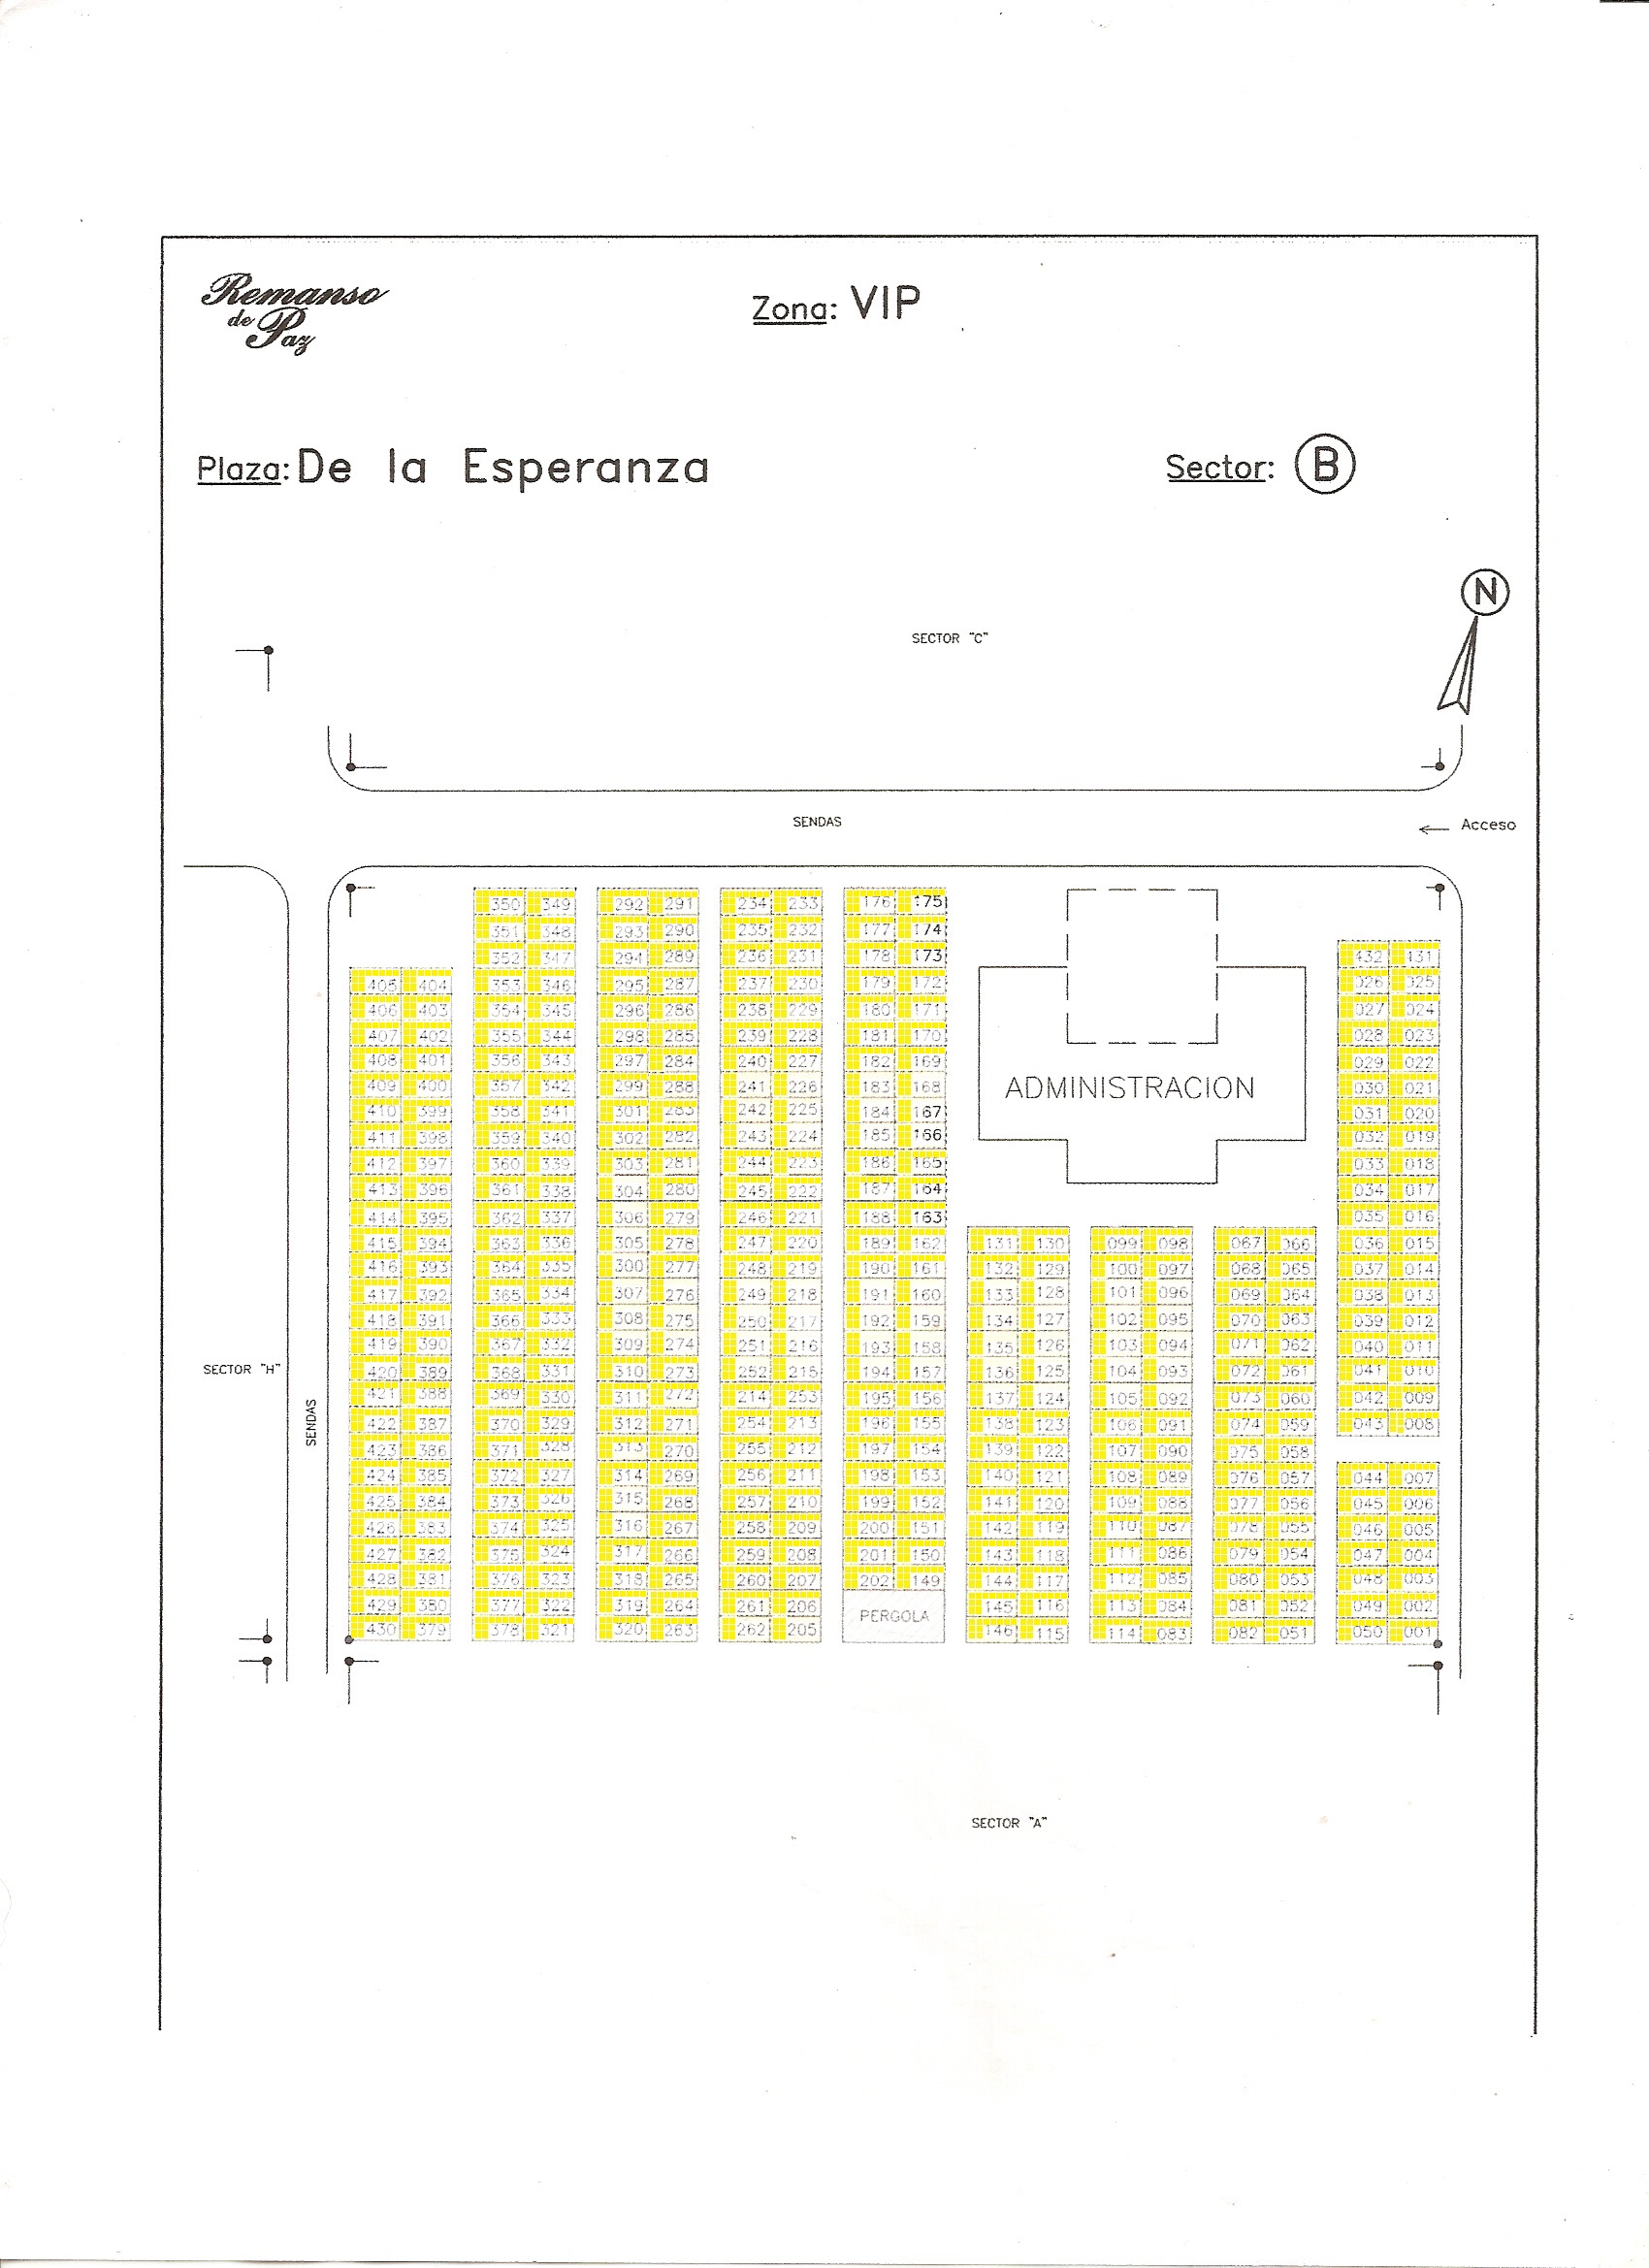 Remanso
de Paz
Zona: VIP
Plaza: De la Esperanza
Sector: B
N
SECTOR "C"
SENDAS
← Acceso
350 349 292 291 234 233 176 175
351 348 293 290 235 232 177 174
352 347 294 289 236 231 178 173 432 431
405 404 353 346 295 287 237 230 179 172 026 025
406 403 354 345 296 286 238 229 180 171 027 024
407 402 355 344 298 285 239 228 181 170 028 023
408 401 356 343 297 284 240 227 182 169 029 022
409 400 357 342 299 288 241 226 183 168 ADMINISTRACION 030 021
410 399 358 341 301 283 242 225 184 167 031 020
411 398 359 340 302 282 243 224 185 166 032 019
412 397 360 339 303 281 244 223 186 165 033 018
413 396 361 338 304 280 245 222 187 164 034 017
414 395 362 337 306 279 246 221 188 163 035 016
415 394 363 336 305 278 247 220 189 162 131 130 099 098 067 066 036 015
416 393 364 335 300 277 248 219 190 161 132 129 100 097 068 065 037 014
417 392 365 334 307 276 249 218 191 160 133 128 101 096 069 064 038 013
418 391 366 333 308 275 250 217 192 159 134 127 102 095 070 063 039 012
419 390 367 332 309 274 251 216 193 158 135 126 103 094 071 062 040 011
SECTOR "H" 420 389 368 331 310 273 252 215 194 157 136 125 104 093 072 061 041 010
421 388 369 330 311 272 214 253 195 156 137 124 105 092 073 060 042 009
SENDAS 422 387 370 329 312 271 254 213 196 155 138 123 106 091 074 059 043 008
423 386 371 328 313 270 255 212 197 154 139 122 107 090 075 058
424 385 372 327 314 269 256 211 198 153 140 121 108 089 076 057 044 007
425 384 373 326 315 268 257 210 199 152 141 120 109 088 077 056 045 006
426 383 374 325 316 267 258 209 200 151 142 119 110 087 078 055 046 005
427 382 375 324 317 266 259 208 201 150 143 118 111 086 079 054 047 004
428 381 376 323 318 265 260 207 202 149 144 117 112 085 080 053 048 003
429 380 377 322 319 264 261 206 PERGOLA 145 116 113 084 081 052 049 002
430 379 378 321 320 263 262 205 146 115 114 083 082 051 050 001
SECTOR "A"